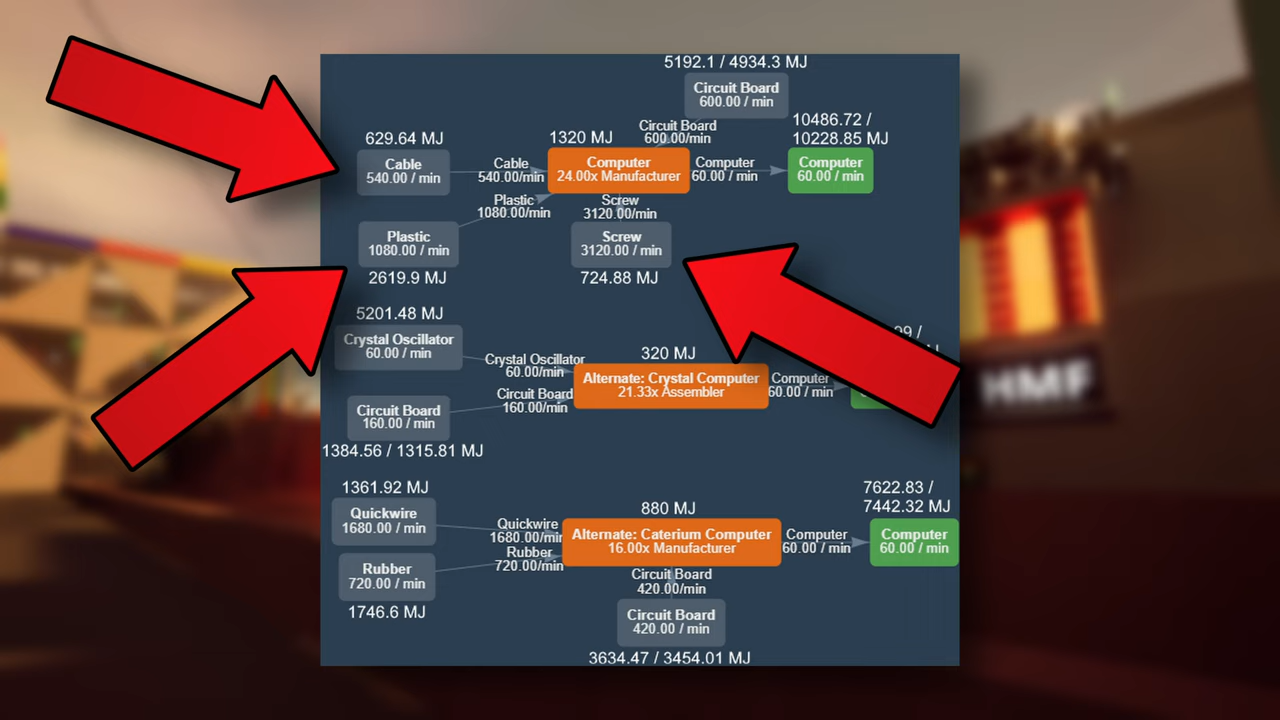 5192.1 / 4934.3 MJ
Circuit Board
600.00 / min
10486.72 /
10228.85 MJ
629.64 MJ
1320 MJ
Circuit Board
600.00/min
Cable
540.00 / min
Cable
540.00/min
Computer
24.00x Manufacturer
Computer
60.00 /min
Computer
60.00 / min
Plastic
1080.00/min
Screw
3120.00/min
Plastic
1080.00 / min
Screw
3120.00 / min
2619.9 MJ
724.88 MJ
5201.48 MJ
Crystal Oscillator
60.00 / min
Crystal Oscillator
60.00/min
320 MJ
Alternate: Crystal Computer
21.33x Assembler
Computer
60.00 /min
Circuit Board
160.00/min
Circuit Board
160.00 / min
1384.56 / 1315.81 MJ
1361.92 MJ
Quickwire
1680.00 / min
Quickwire
1680.00/min
880 MJ
Alternate: Caterium Computer
16.00x Manufacturer
Computer
60.00 /min
7622.83 /
7442.32 MJ
Computer
60.00 / min
Rubber
720.00/min
Rubber
720.00 / min
1746.6 MJ
Circuit Board
420.00/min
Circuit Board
420.00 / min
3634.47 / 3454.01 MJ
HMF